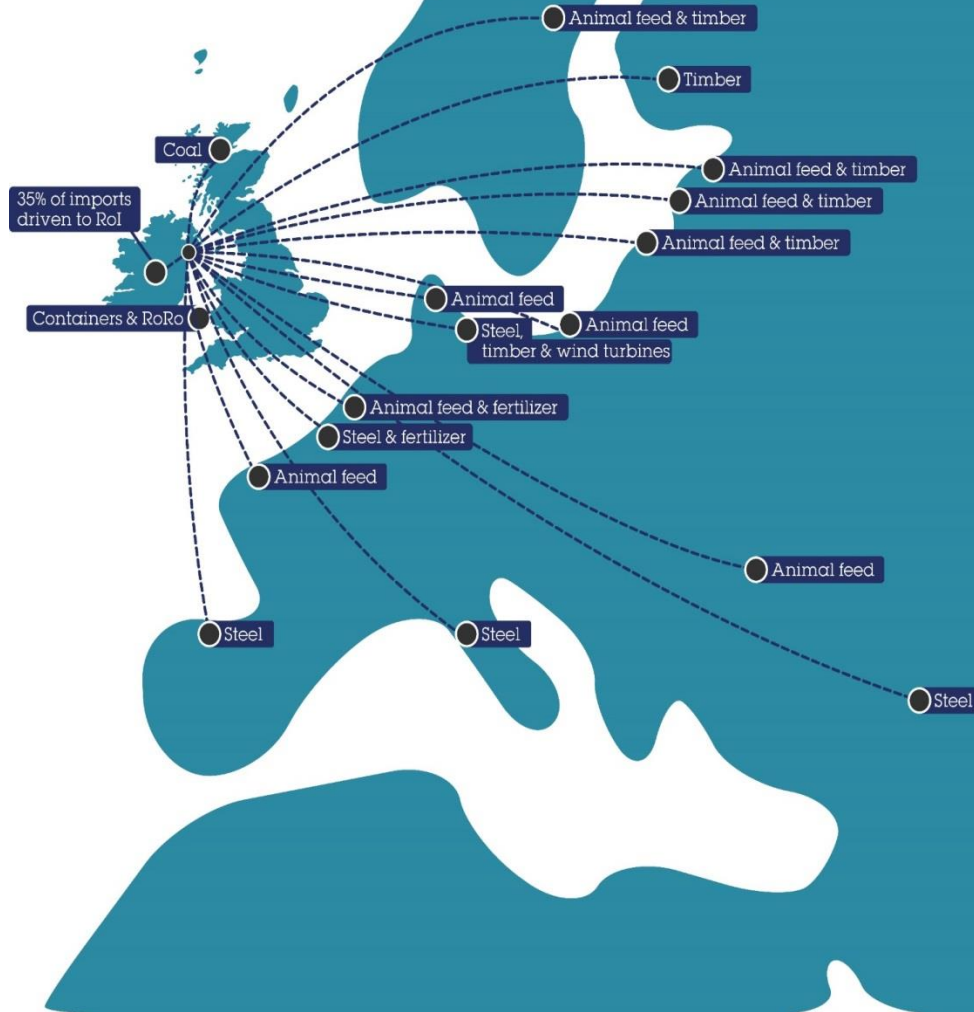 Animal feed & timber
Timber
Coal
Animal feed & timber
35% of imports
driven to RoI
Animal feed & timber
Animal feed & timber
Animal feed
Containers & RoRo
Animal feed
Steel,
timber & wind turbines
Animal feed & fertilizer
Steel & fertilizer
Animal feed
Animal feed
Steel
Steel
Steel